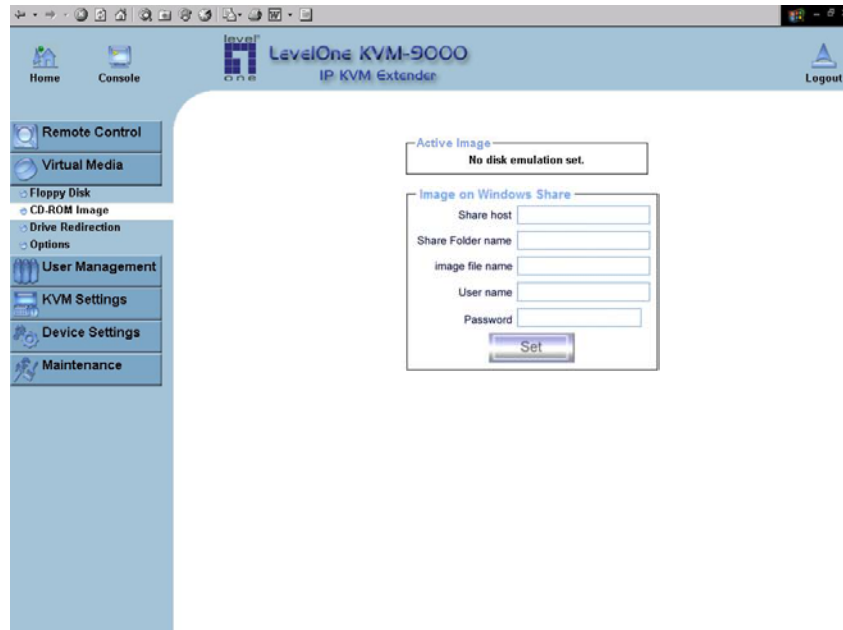 level
one
LevelOne KVM-9000
IP KVM Extender
Home
Console
Logout
Remote Control
Virtual Media
Floppy Disk
CD-ROM Image
Drive Redirection
Options
User Management
KVM Settings
Device Settings
Maintenance
Active Image
No disk emulation set.
Image on Windows Share
Share host
Share Folder name
image file name
User name
Password
Set